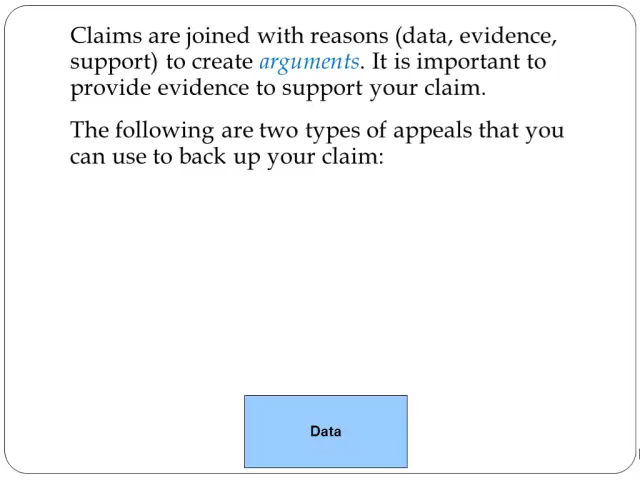 Claims are joined with reasons (data, evidence,
support) to create arguments. It is important to
provide evidence to support your claim.
The following are two types of appeals that you
can use to back up your claim:
Data